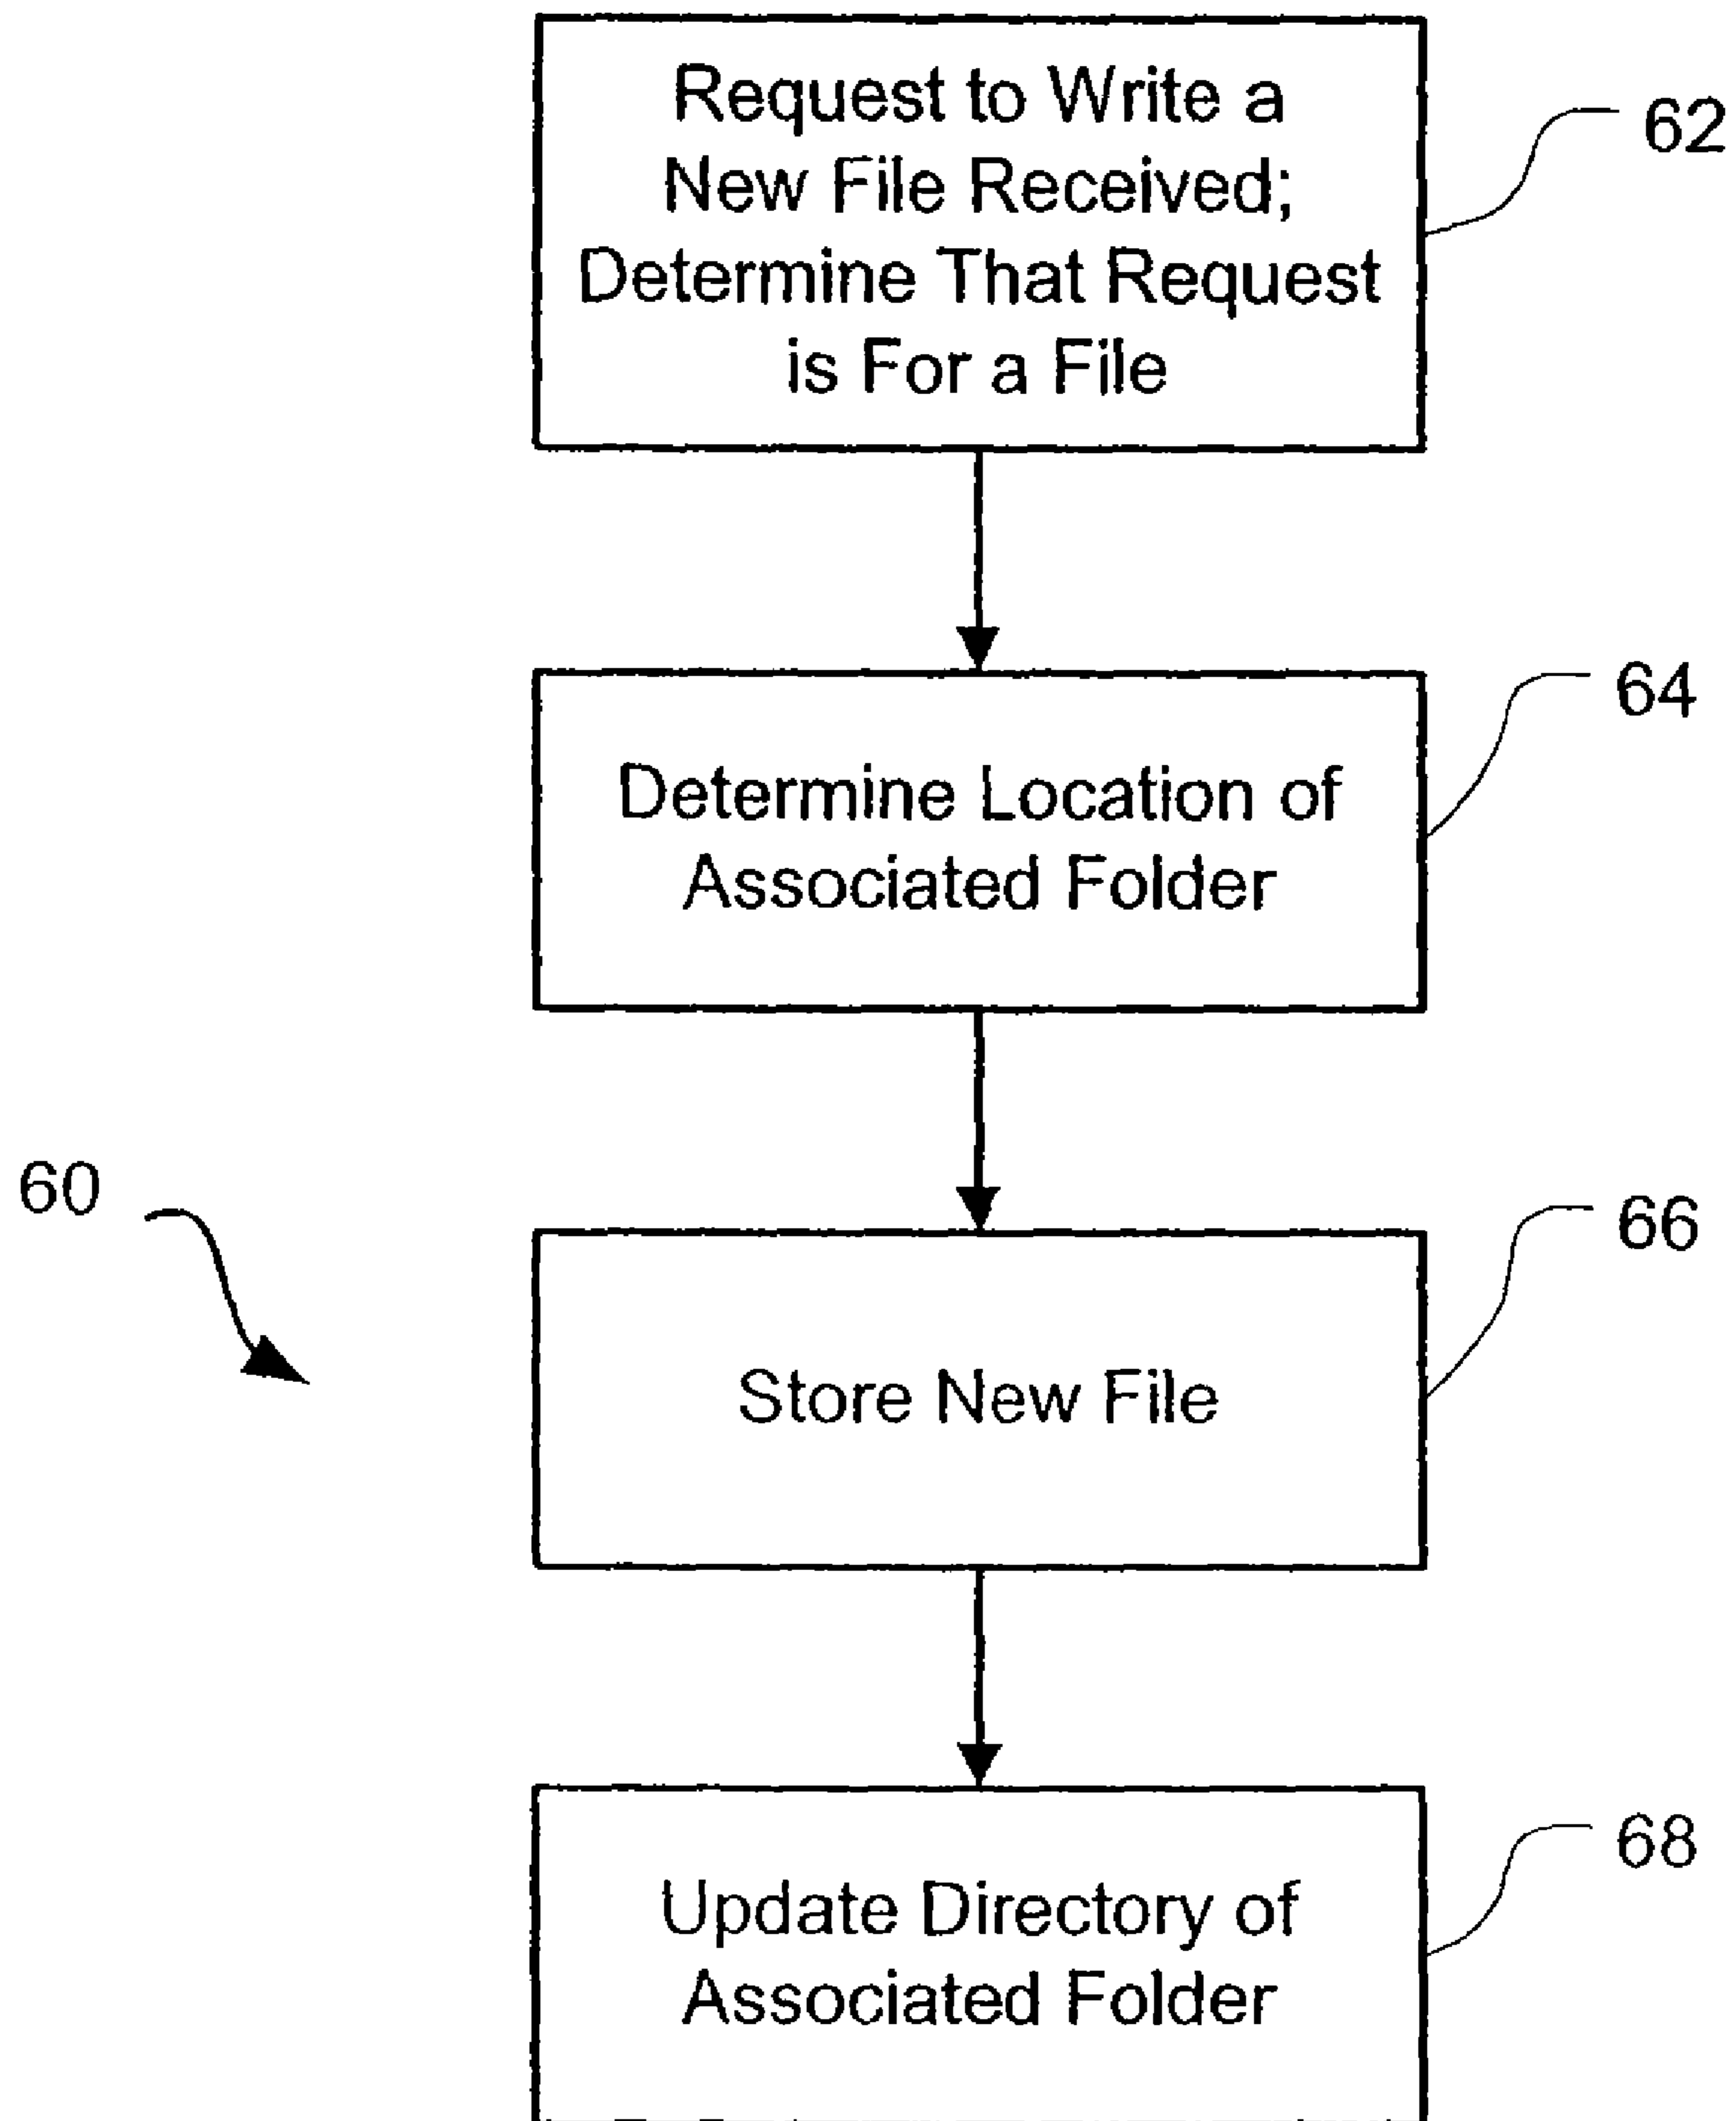 Request to Write a
New File Received;
Determine That Request
is For a File
62
Determine Location of
Associated Folder
64
60
Store New File
66
Update Directory of
Associated Folder
68